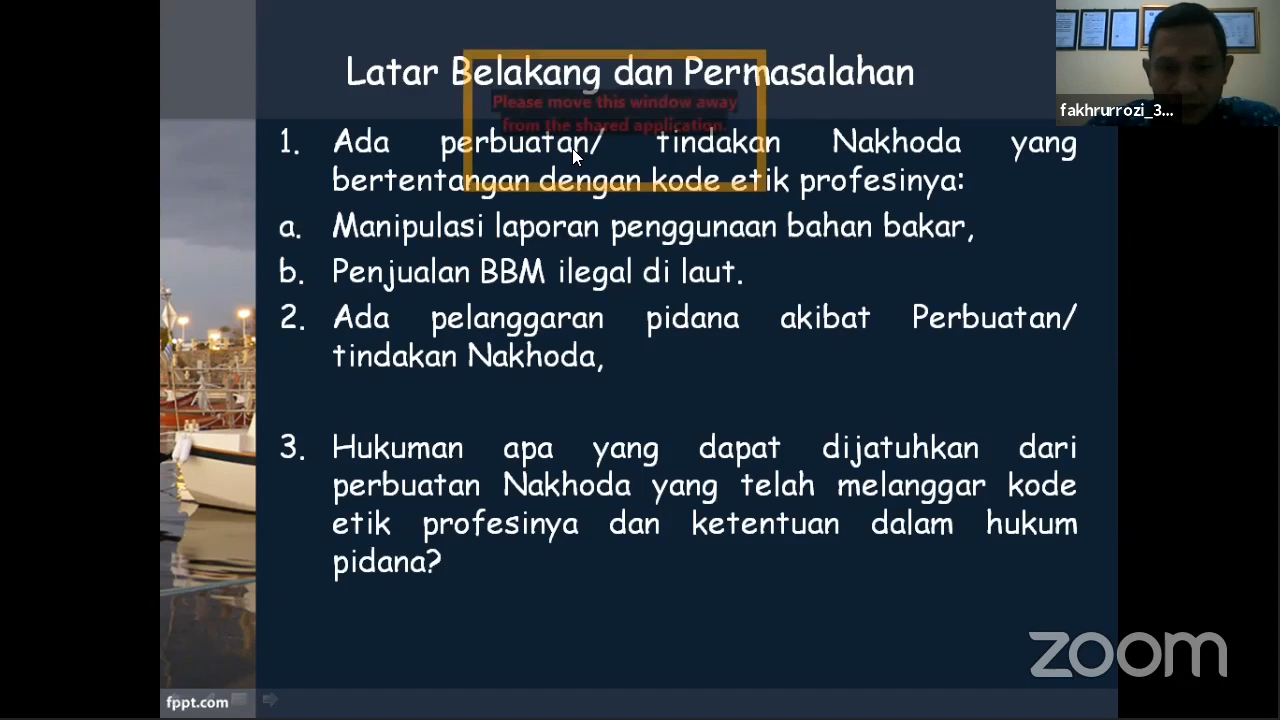 Latar Belakang dan Permasalahan
Please move this window away
from the shared application.
1. Ada perbuatan/ tindakan Nakhoda yang
bertentangan dengan kode etik profesinya:
a. Manipulasi laporan penggunaan bahan bakar,
b. Penjualan BBM ilegal di laut.
2. Ada pelanggaran pidana akibat Perbuatan/
tindakan Nakhoda,
3. Hukuman apa yang dapat dijatuhkan dari
perbuatan Nakhoda yang telah melanggar kode
etik profesinya dan ketentuan dalam hukum
pidana?
fakhrurrozi_3...
zoom
fppt.com